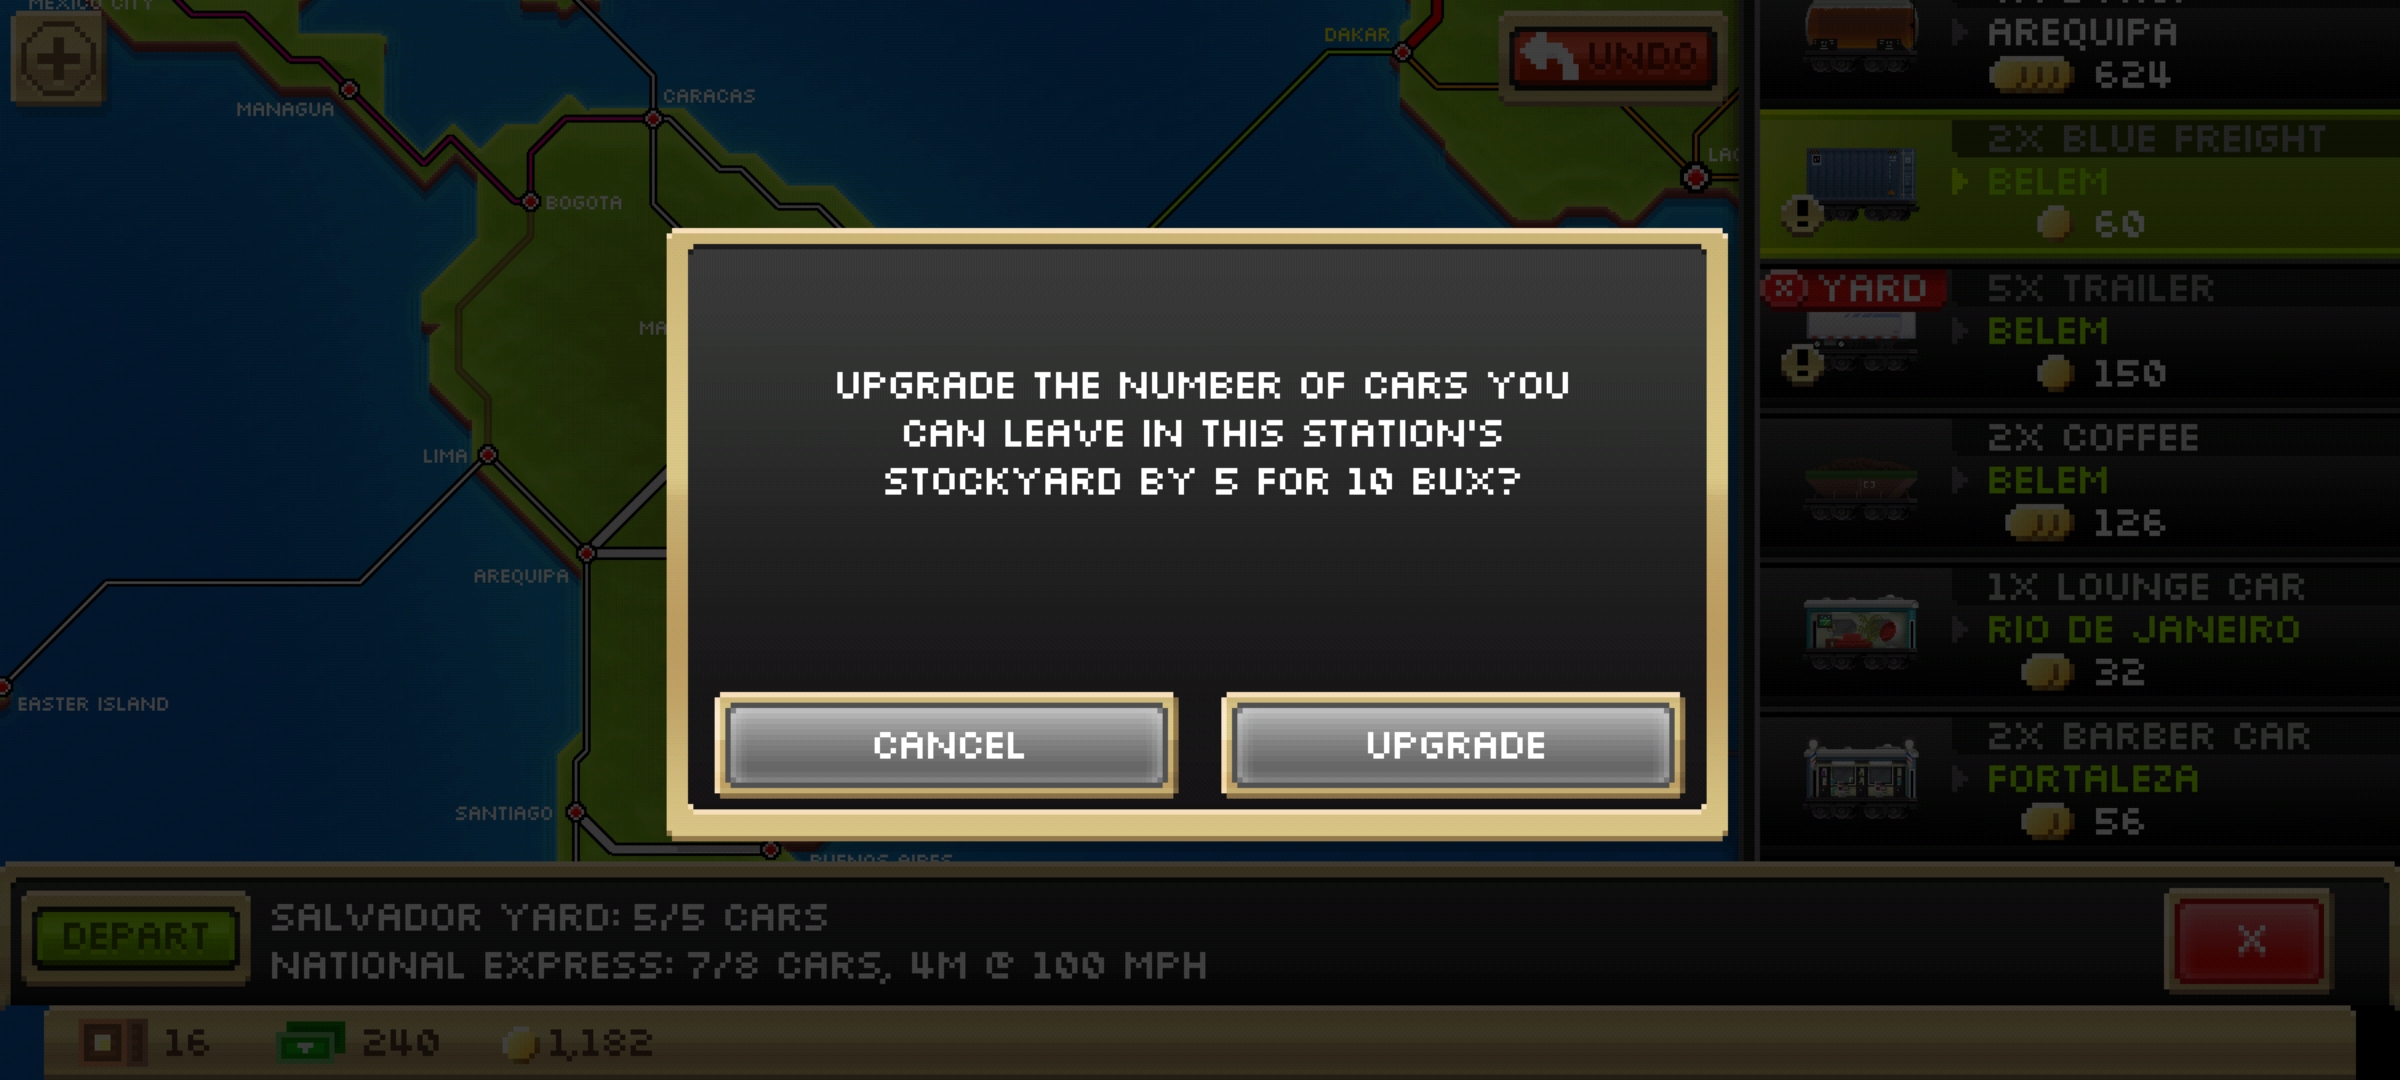 MEXICO CITY
MANAGUA
CARACAS
BOGOTA
DAKAR
UNDO
LIMA
AREQUIPA
EASTER ISLAND
SANTIAGO
BUENOS AIRES
UPGRADE THE NUMBER OF CARS YOU
CAN LEAVE IN THIS STATION'S
STOCKYARD BY 5 FOR 10 BUX?
CANCEL
UPGRADE
AREQUIPA
624
2X BLUE FREIGHT
BELEM
60
YARD
5X TRAILER
BELEM
150
2X COFFEE
BELEM
126
1X LOUNGE CAR
RIO DE JANEIRO
32
2X BARBER CAR
FORTALEZA
56
DEPART
SALVADOR YARD: 5/5 CARS
NATIONAL EXPRESS: 7/8 CARS, 4M @ 100 MPH
X
16
240
1,182